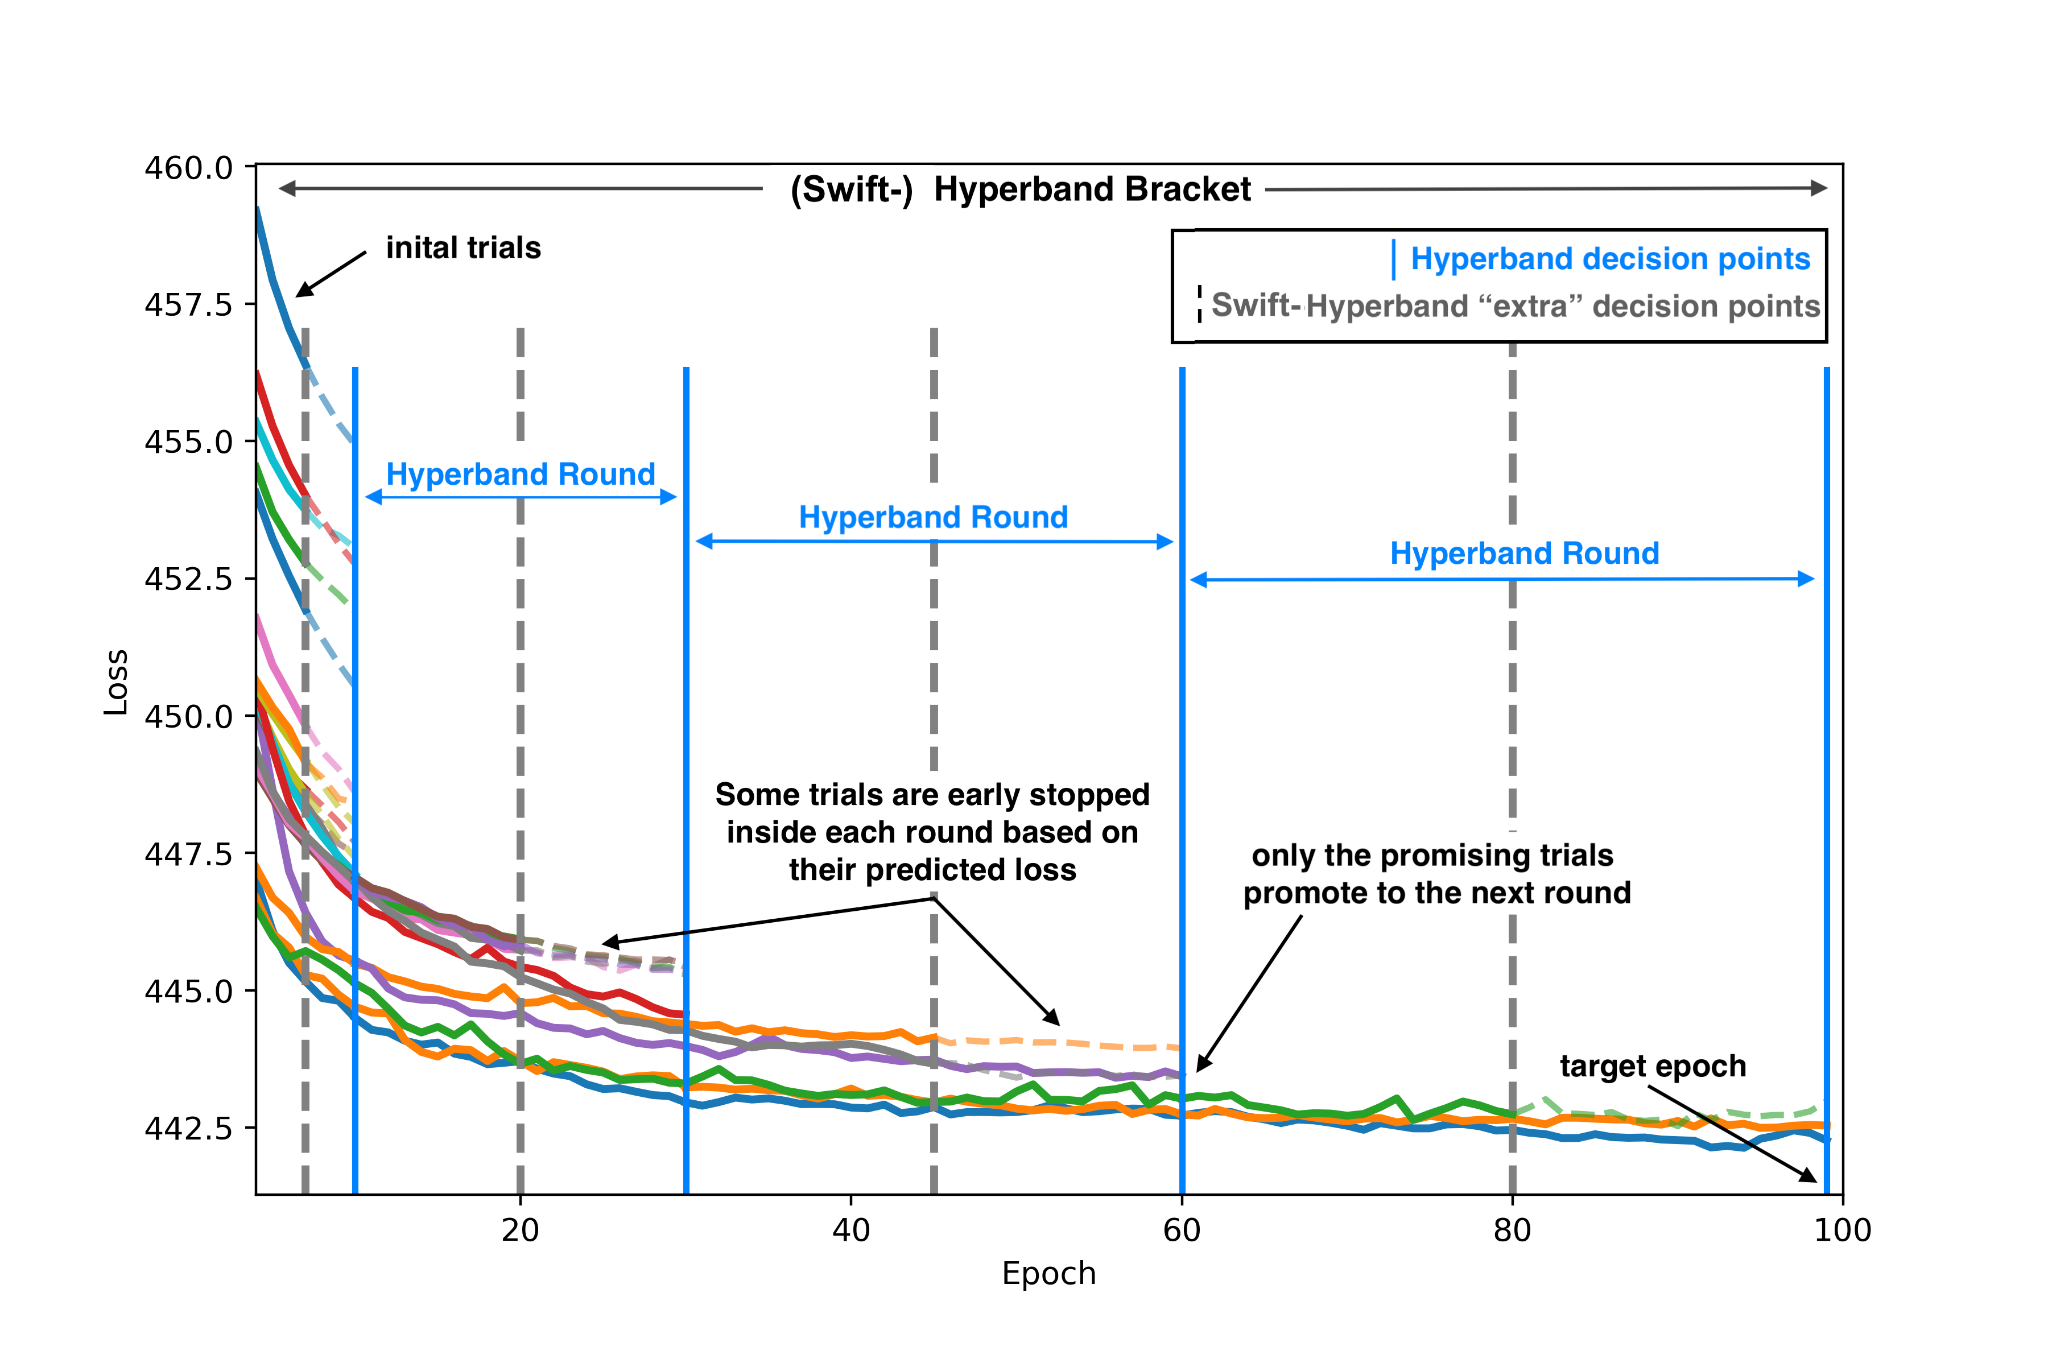 460.0
457.5
455.0
452.5
450.0
447.5
445.0
442.5
Loss
(Swift-) Hyperband Bracket
inital trials
Hyperband decision points
Swift-Hyperband “extra” decision points
Hyperband Round
Hyperband Round
Hyperband Round
Some trials are early stopped
inside each round based on
their predicted loss
only the promising trials
promote to the next round
target epoch
20 40 60 80 100
Epoch